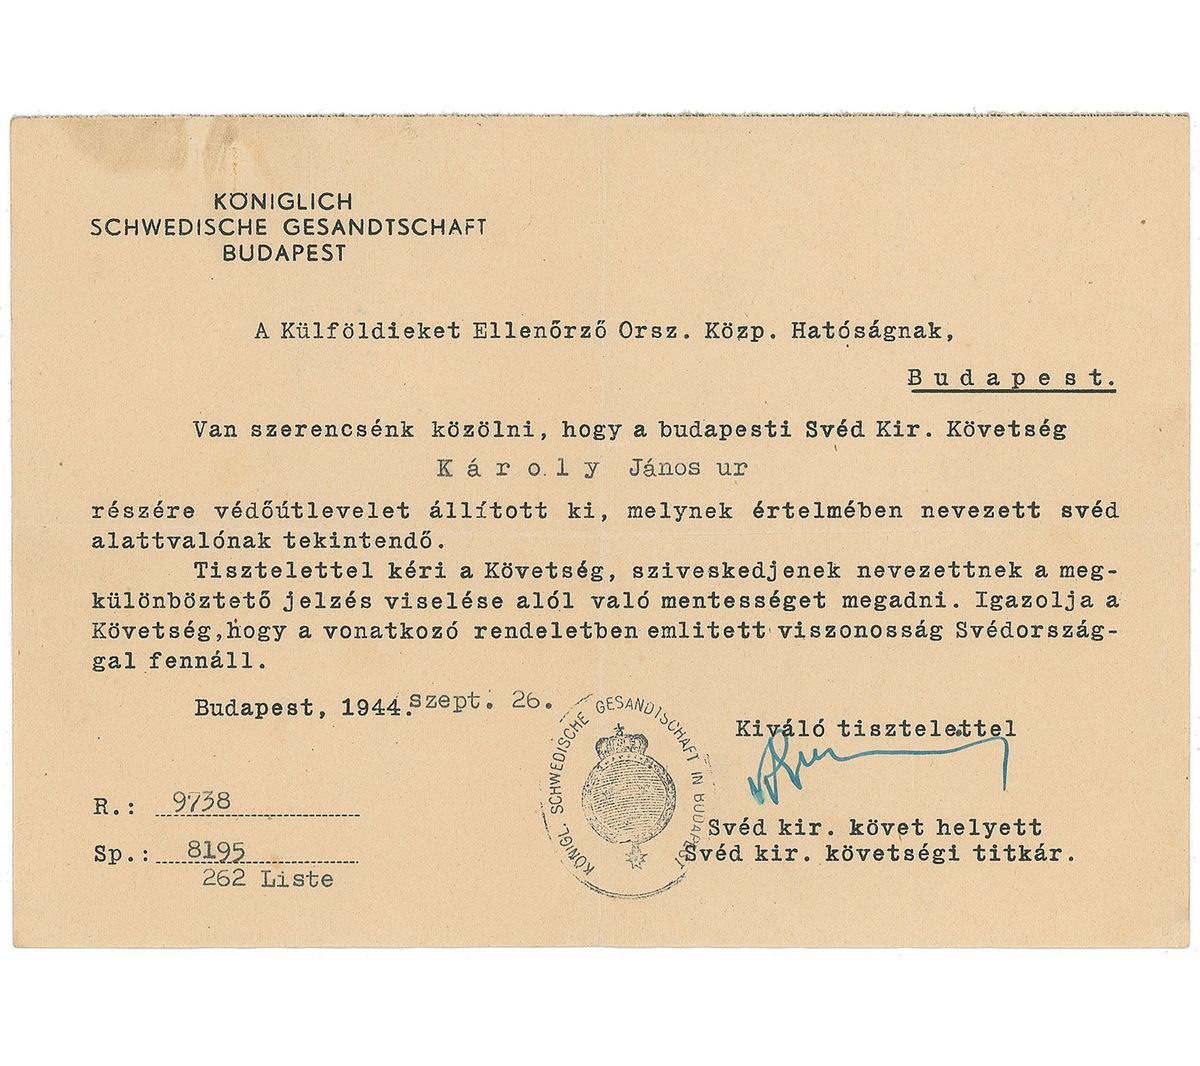 KÖNIGLICH
SCHWEDISCHE GESANDTSCHAFT
BUDAPEST
A Külföldieket Ellenőrző Orsz. Közp. Hatóságnak,
Budapest.
Van szerencsénk közölni, hogy a budapesti Svéd Kir. Követség
Károly János ur
részére védőútlevelet állított ki, melynek értelmében nevezett svéd
alattvalónak tekintendő.
Tisztelettel kéri a Követség, sziveskedjenek nevezettnek a meg-
különböztető jelzés viselése alól való mentességet megadni. Igazolja a
Követség, hogy a vonatkozó rendeletben emlitett viszonosság Svédország-
gal fennáll.
Budapest, 1944. szept. 26.
KÖNIGL. SCHWEDISCHE GESANDTSCHAFT IN BUDAPEST
Kiváló tisztelettel
R.: 9738
Svéd kir. követ helyett
Sp.: 8195
Svéd kir. követségi titkár.
262 Liste